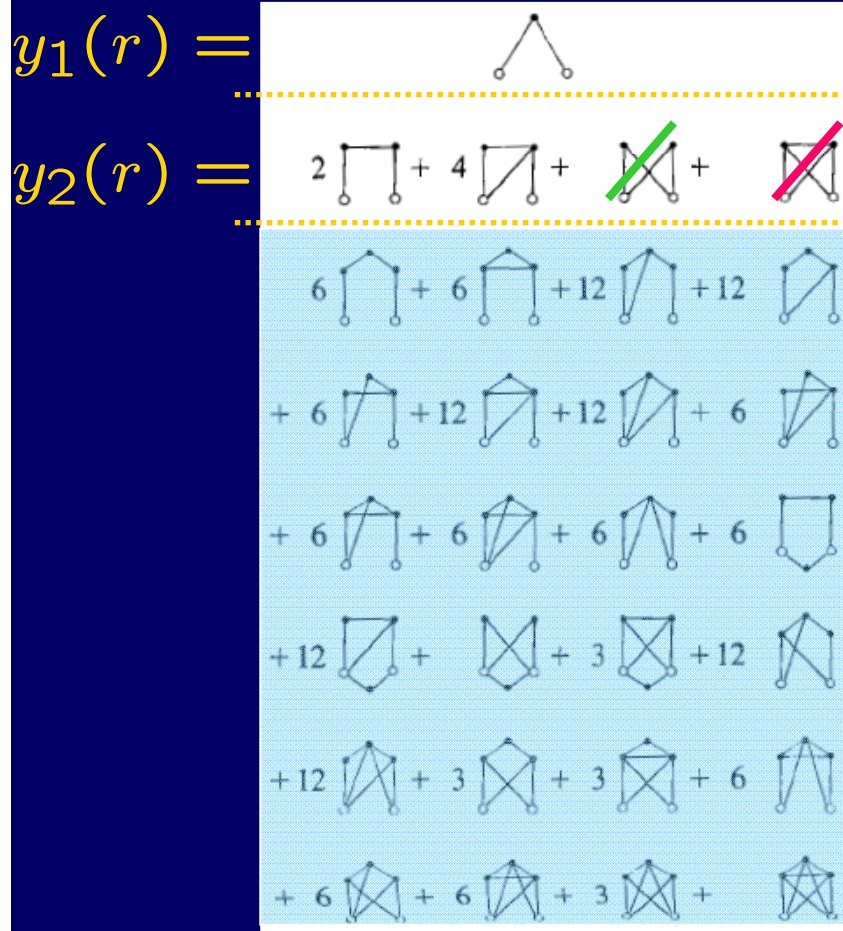 y₁(r) =
y₂(r) = 2 + 4 + +
6 + 6 + 12 + 12
+ 6 + 12 + 12 + 6
+ 6 + 6 + 6 + 6
+ 12 + + 3 + 12
+ 12 + 3 + 3 + 6
+ 6 + 6 + 3 +